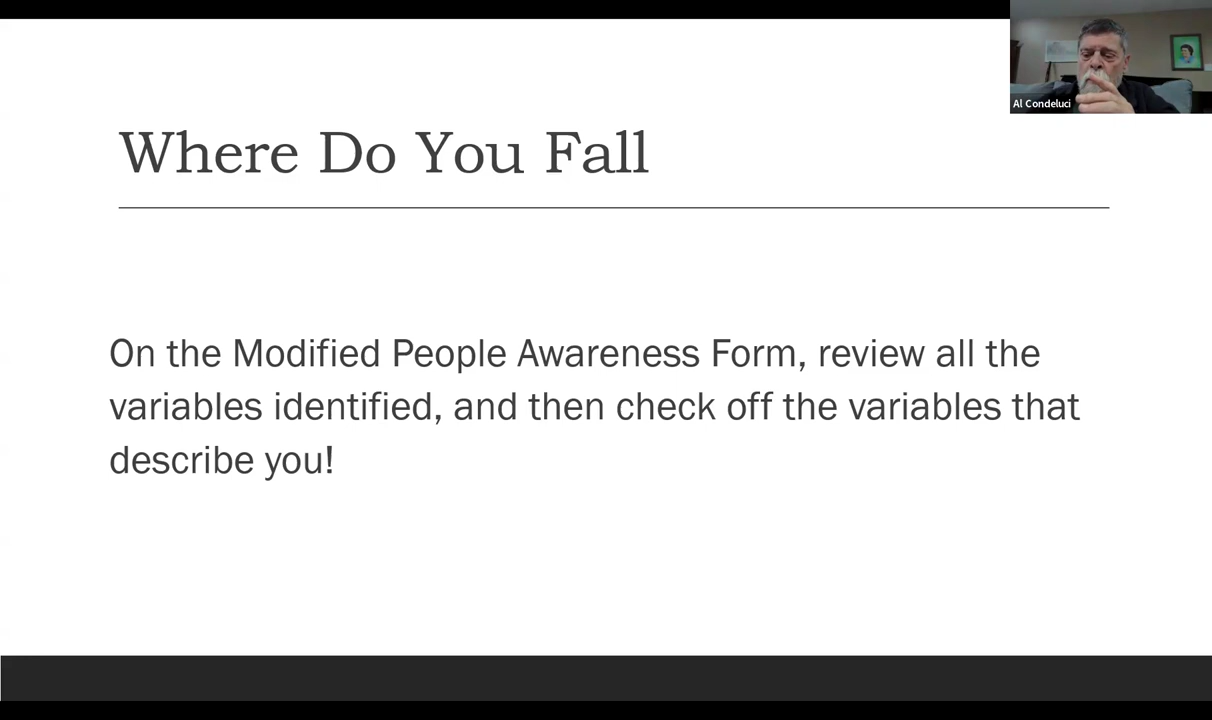 Al Condeluci
Where Do You Fall
On the Modified People Awareness Form, review all the
variables identified, and then check off the variables that
describe you!